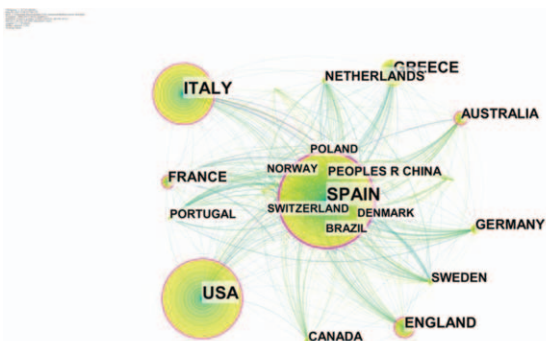 GREECE
NETHERLANDS
ITALY
AUSTRALIA
POLAND
NORWAY
PEOPLES R CHINA
FRANCE
SPAIN
SWITZERLAND
DENMARK
PORTUGAL
BRAZIL
GERMANY
SWEDEN
USA
ENGLAND
CANADA